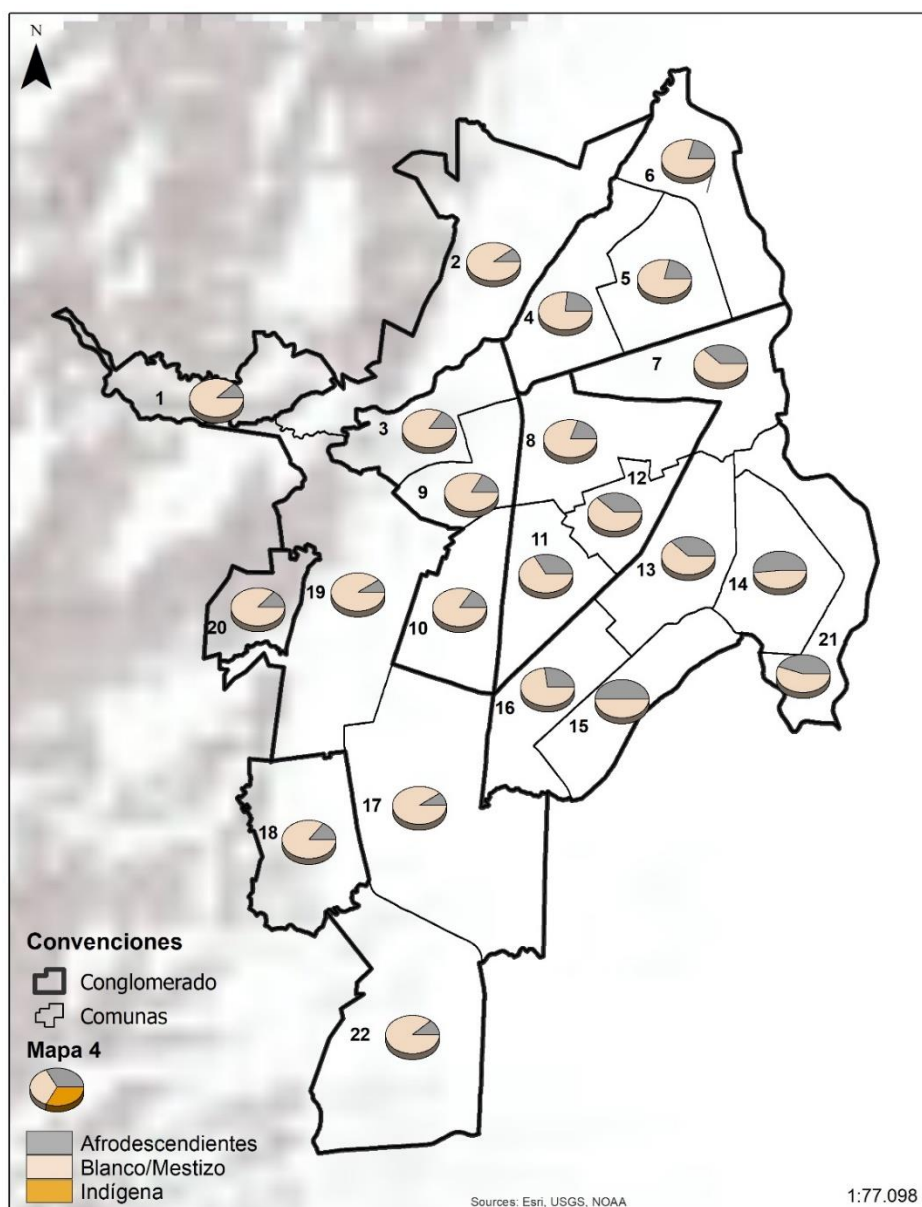 N
6
2
5
4
7
1
3
8
12
9
11
13
14
19
20
10
21
16
15
17
18
22
Convenciones
Conglomerado
Comunas
Mapa 4
Afrodescendientes
Blanco/Mestizo
Indígena
Sources: Esri, USGS, NOAA
1:77.098